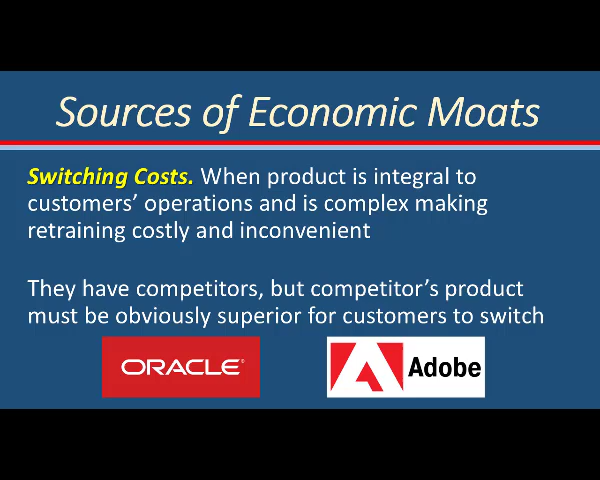 Sources of Economic Moats
Switching Costs. When product is integral to
customers' operations and is complex making
retraining costly and inconvenient
They have competitors, but competitor's product
must be obviously superior for customers to switch
ORACLE®
Adobe